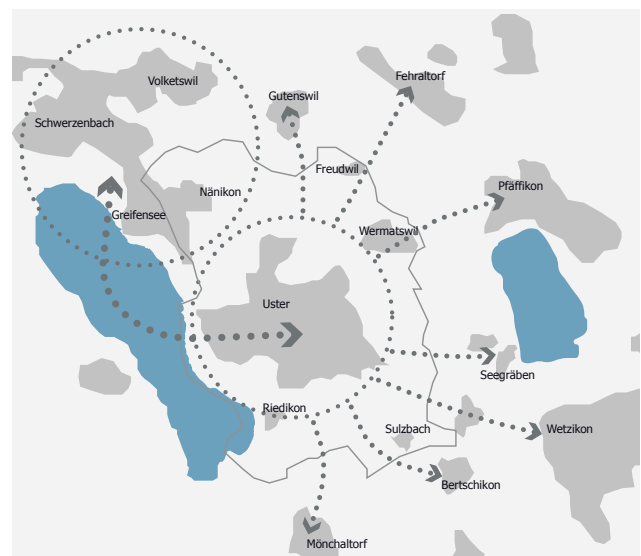 Volketswil
Fehraltorf
Gutenswil
Schwerzenbach
Freudwil
Nänikon
Pfäffikon
Greifensee
Wermatswil
Uster
Seegräben
Riedikon
Sulzbach
Wetzikon
Bertschikon
Mönchaltorf